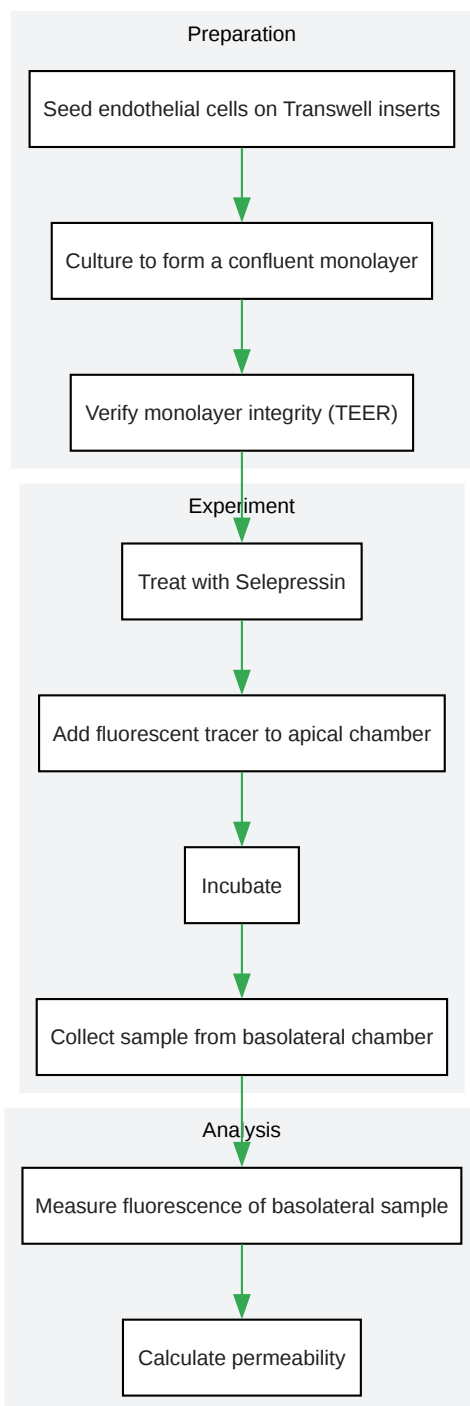 Preparation
Seed endothelial cells on Transwell inserts
Culture to form a confluent monolayer
Verify monolayer integrity (TEER)
Experiment
Treat with Selepressin
Add fluorescent tracer to apical chamber
Incubate
Collect sample from basolateral chamber
Analysis
Measure fluorescence of basolateral sample
Calculate permeability